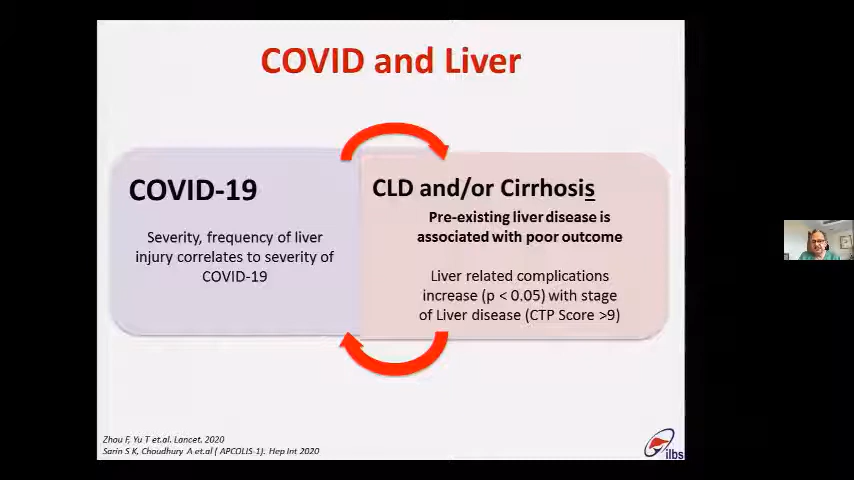 COVID and Liver
COVID-19
Severity, frequency of liver
injury correlates to severity of
COVID-19
CLD and/or Cirrhosis
Pre-existing liver disease is
associated with poor outcome
Liver related complications
increase (p < 0.05) with stage
of Liver disease (CTP Score >9)
Zhou F, Yu T et.al. Lancet, 2020
Sarin S K, Choudhury A et.al ( APCOLIS-1). Hep Int 2020
ilbs